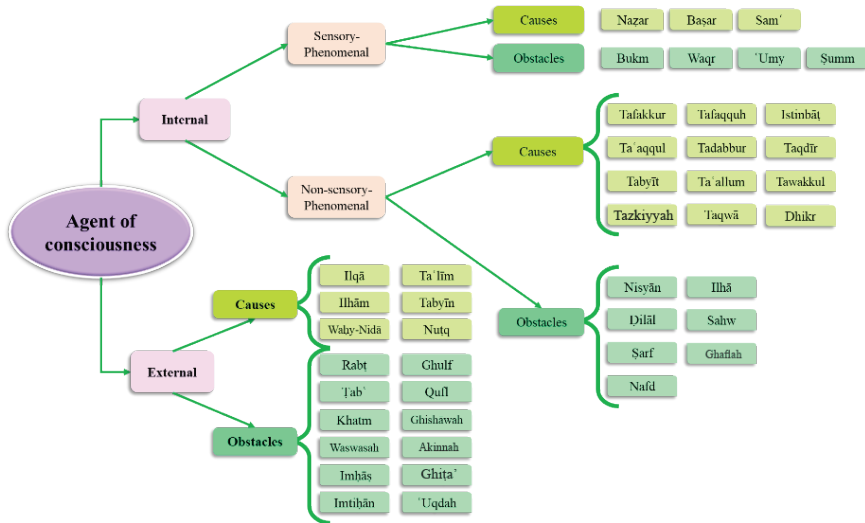 Agent of
consciousness
Internal
Sensory-
Phenomenal
Causes
Naẓar
Baṣar
Samʿ
Obstacles
Bukm
Waqr
ʿUmy
Ṣumm
Non-sensory-
Phenomenal
Causes
Tafakkur
Tafaqquh
Istinbāṭ
Taʿaqqul
Tadabbur
Taqdīr
Tabyīt
Taʿallum
Tawakkul
Tazkiyyah
Taqwā
Dhikr
Obstacles
Nisyān
Ilhā
Ḍilāl
Sahw
Ṣarf
Ghaflah
Nafd
External
Causes
Ilqā
Taʿlīm
Ilhām
Tabyīn
Waḥy-Nidā
Nuṭq
Obstacles
Rabṭ
Ghulf
Ṭabʿ
Qufl
Khatm
Ghishawah
Waswasah
Akinnah
Imḥāṣ
Ghiṭaʾ
Imtiḥān
ʿUqdah